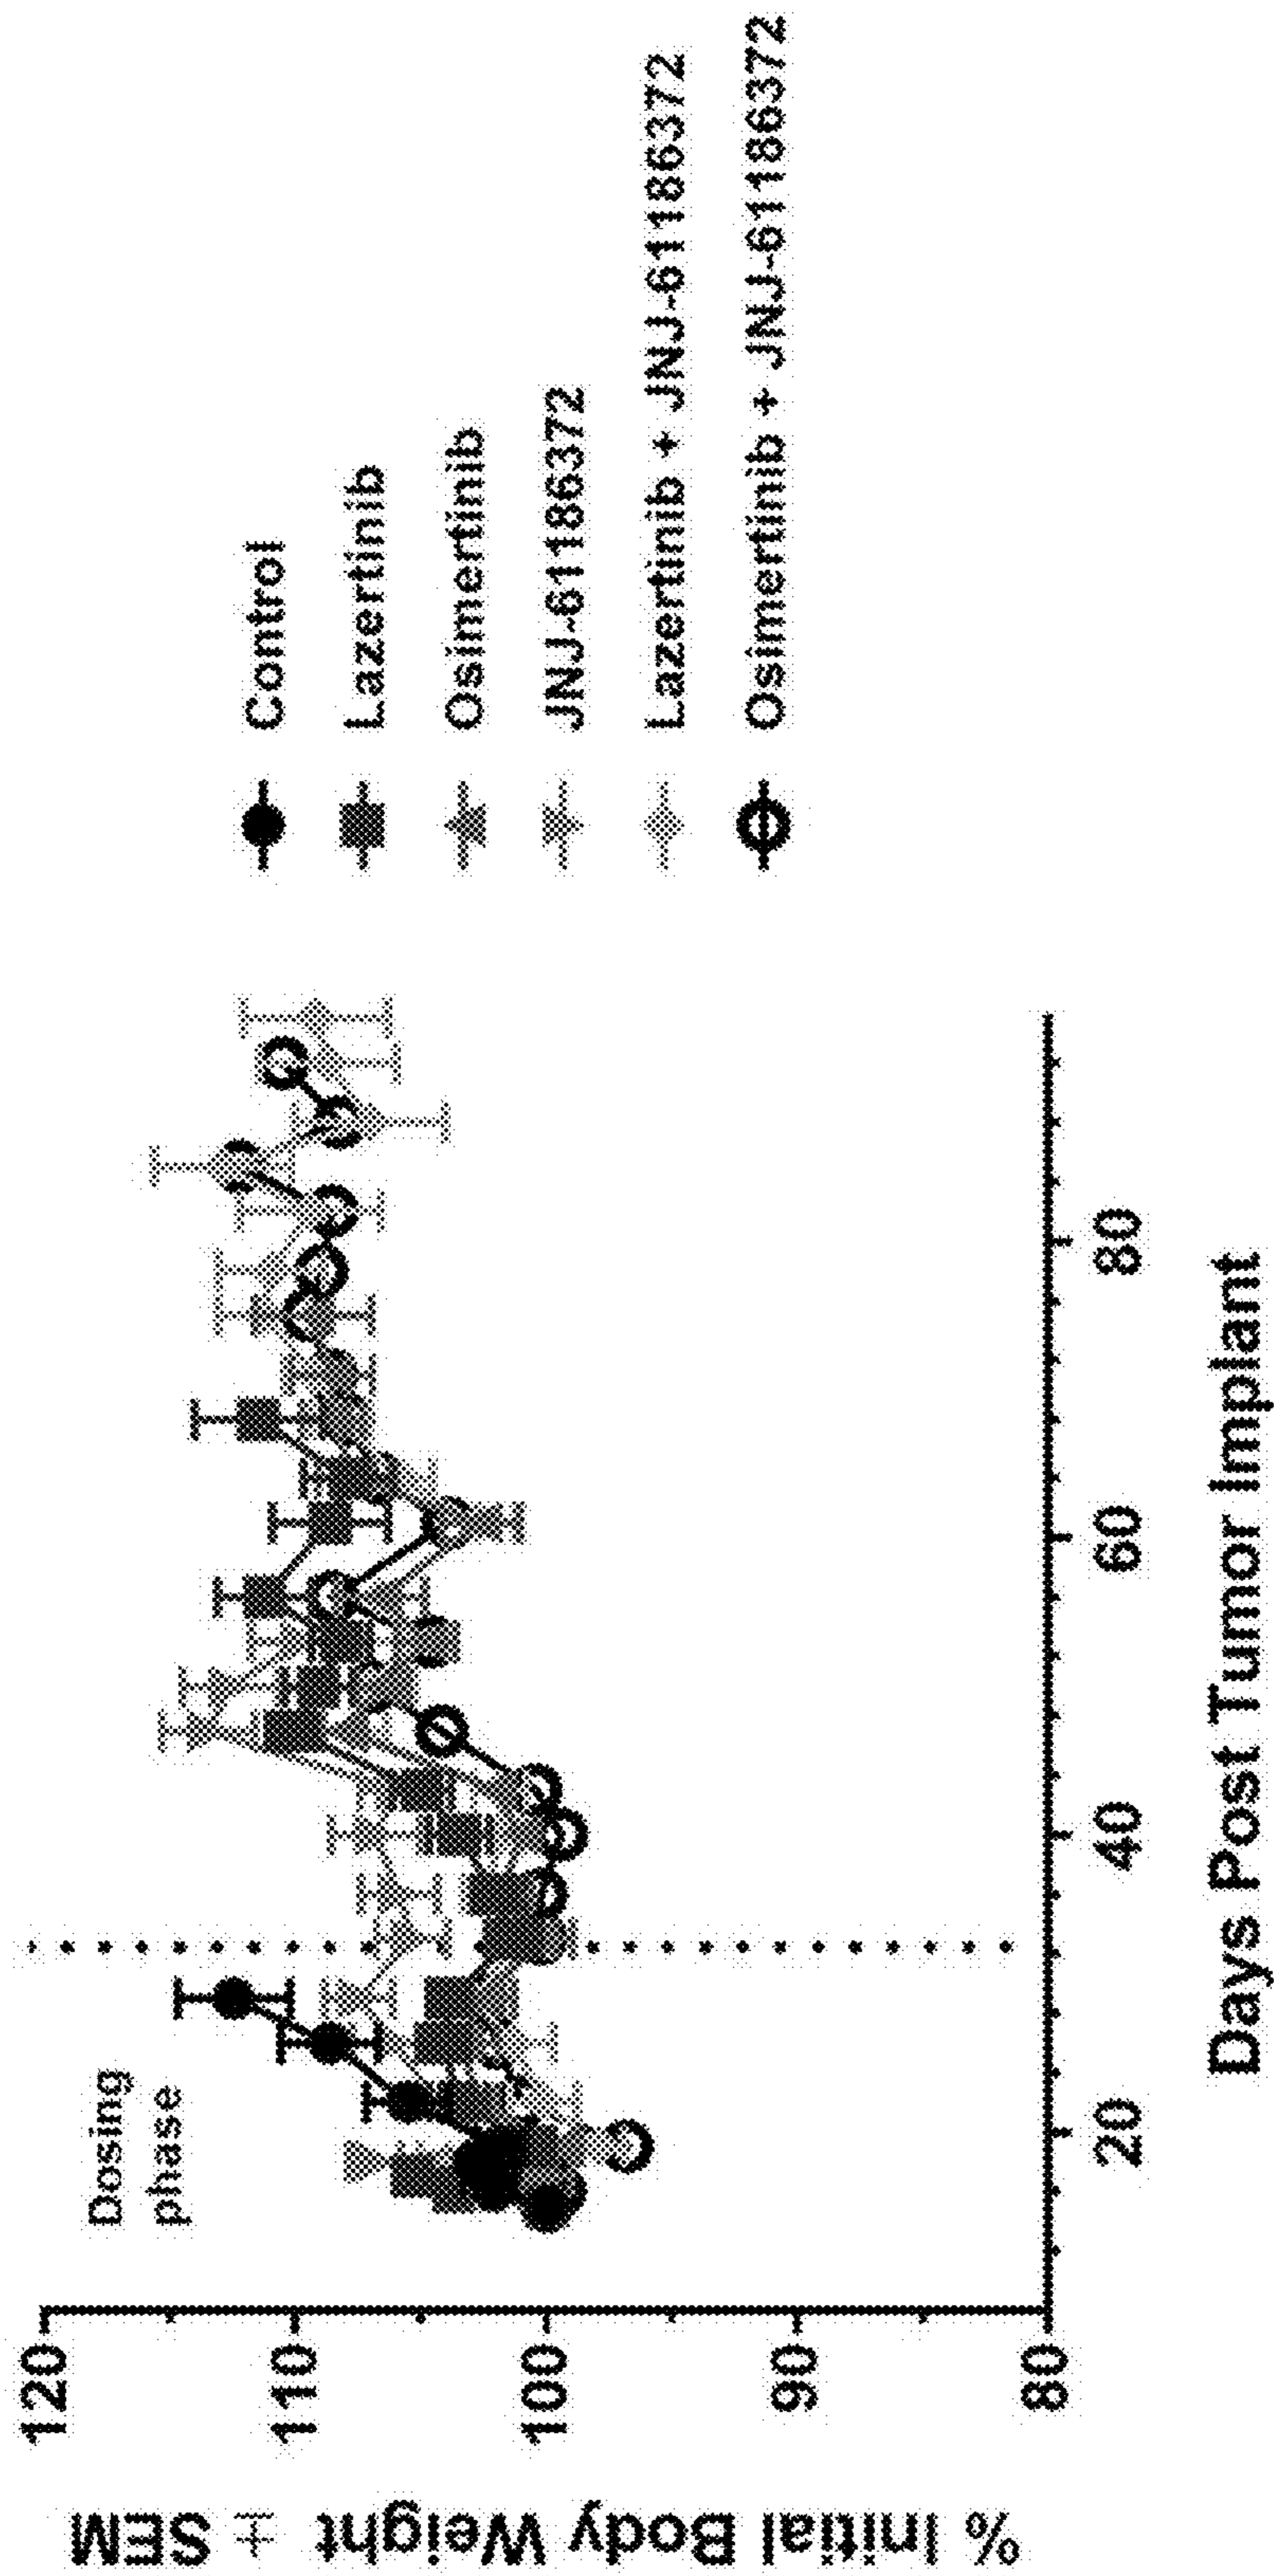 Dosing
phase
120
110
100
90
80
% Initial Body Weight ± SEM
20
40
60
80
Days Post Tumor Implant
Control
Lazertinib
Osimertinib
JNJ-61186372
Lazertinib + JNJ-61186372
Osimertinib + JNJ-61186372